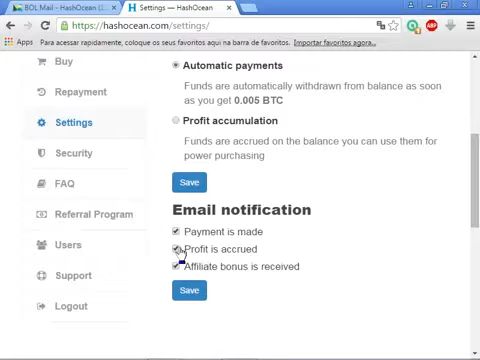 BOL Mail – HashOcean (
Settings — HashOcean
https://hashocean.com/settings/
ABP
Apps
Para acessar rapidamente, coloque os seus favoritos aqui na barra de favoritos.
Importar favoritos agora...
Buy
Repayment
Settings
Security
FAQ
Referral Program
Users
Support
Logout
Automatic payments
Funds are automatically withdrawn from balance as soon
as you get 0.005 BTC
Profit accumulation
Funds are accrued on the balance you can use them for
power purchasing
Save
Email notification
Payment is made
Profit is accrued
Affiliate bonus is received
Save